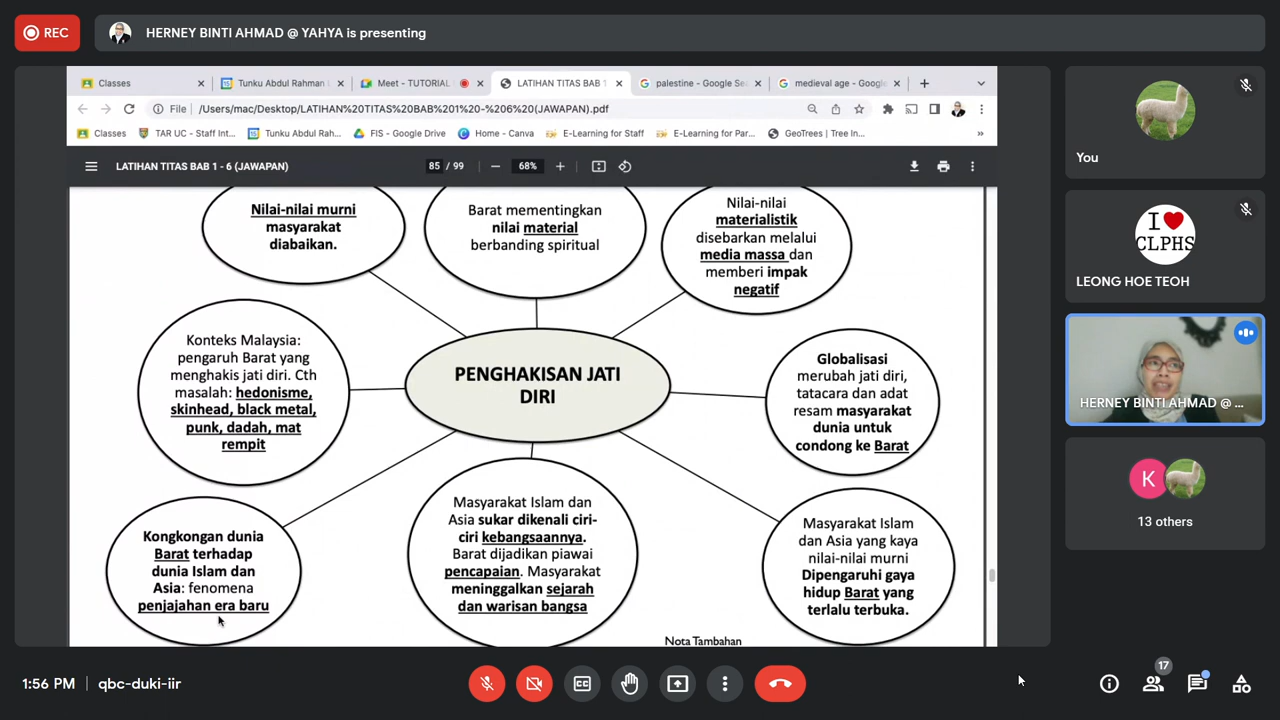 REC
HERNEY BINTI AHMAD @ YAHYA is presenting
Classes
Tunku Abdul Rahman
Meet - TUTORIAL
LATIHAN TITAS BAB 1
palestine - Google Se
medieval age - Google
File
/Users/mac/Desktop/LATIHAN%20TITAS%20BAB%201%20-%206%20(JAWAPAN).pdf
Classes
TAR UC - Staff Int...
Tunku Abdul Rah...
FIS - Google Drive
Home - Canva
E-Learning for Staff
E-Learning for Par...
GeoTrees | Tree In...
»
LATIHAN TITAS BAB 1 - 6 (JAWAPAN)
85 / 99
68%
Nilai-nilai murni
masyarakat
diabaikan.
Barat mementingkan
nilai material
berbanding spiritual
Nilai-nilai
materialistik
disebarkan melalui
media massa dan
memberi impak
negatif
Konteks Malaysia:
pengaruh Barat yang
menghakis jati diri. Cth
masalah: hedonisme,
skinhead, black metal,
punk, dadah, mat
rempit
PENGHAKISAN JATI
DIRI
Globalisasi
merubah jati diri,
tatacara dan adat
resam masyarakat
dunia untuk
condong ke Barat
Kongkongan dunia
Barat terhadap
dunia Islam dan
Asia: fenomena
penjajahan era baru
Masyarakat Islam dan
Asia sukar dikenali ciri-
ciri kebangsaannya.
Barat dijadikan piawai
pencapaian. Masyarakat
meninggalkan sejarah
dan warisan bangsa
Masyarakat Islam
dan Asia yang kaya
nilai-nilai murni
Dipengaruhi gaya
hidup Barat yang
terlalu terbuka.
Nota Tambahan
You
I
CLPHS
LEONG HOE TEOH
HERNEY BINTI AHMAD @ ...
K
13 others
1:56 PM
qbc-duki-iir
CC
17